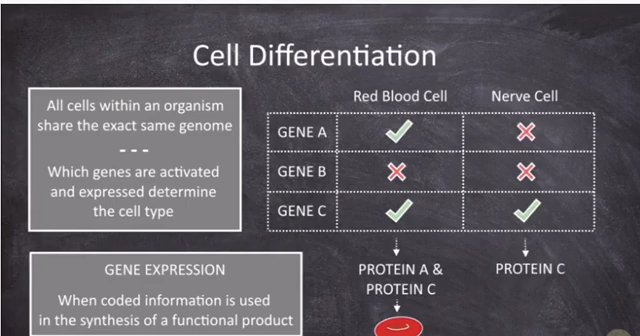 Cell Differentiation
All cells within an organism
share the exact same genome
- - -
Which genes are activated
and expressed determine
the cell type
Red Blood Cell Nerve Cell
GENE A
GENE B
GENE C
PROTEIN A &
PROTEIN C
PROTEIN C
GENE EXPRESSION
When coded information is used
in the synthesis of a functional product